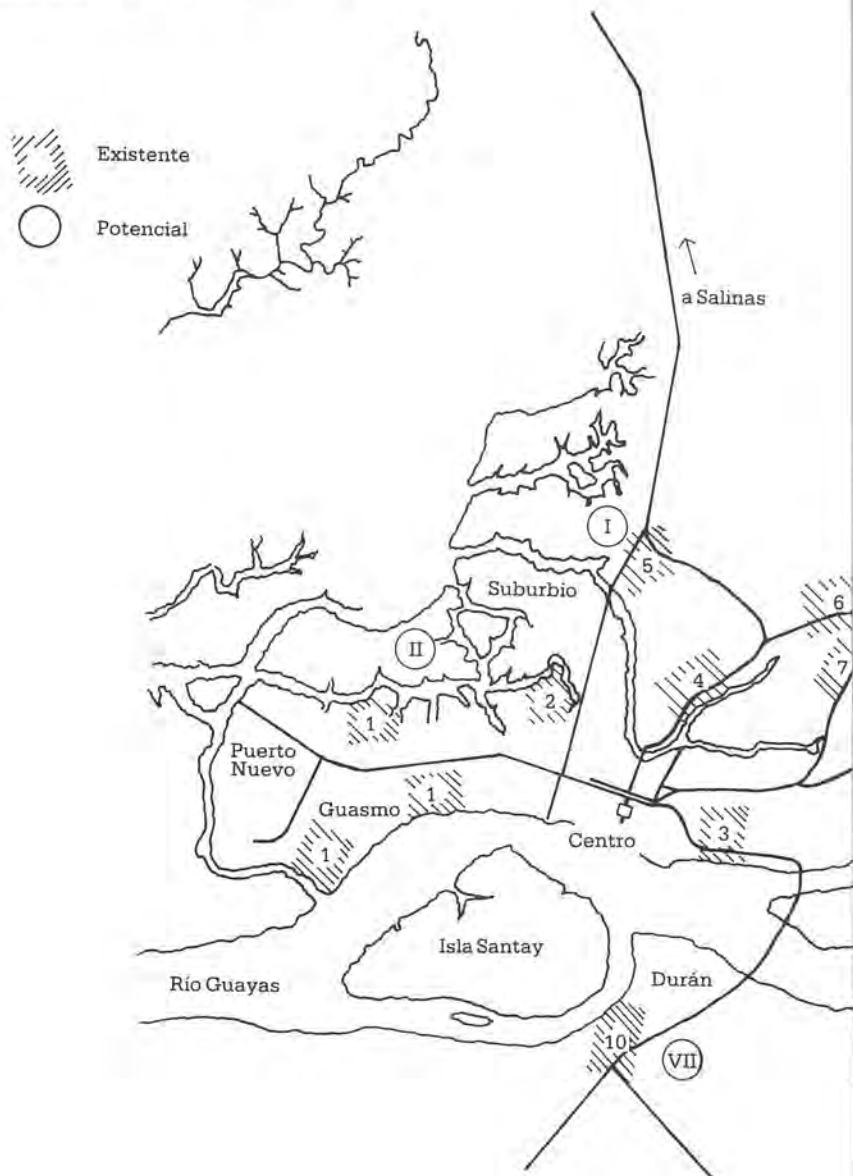 Existente
Potencial
a Salinas
I
5
Suburbio
6
II
4
7
2
1
Puerto
Nuevo
1
Guasmo
3
Centro
1
Isla Santay
Río Guayas
Durán
10
VII